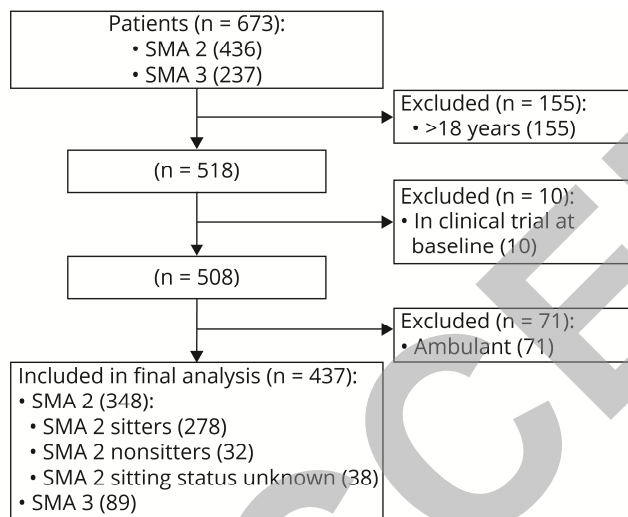 Patients (n = 673):
• SMA 2 (436)
• SMA 3 (237)
Excluded (n = 155):
• >18 years (155)
(n = 518)
Excluded (n = 10):
• In clinical trial at
baseline (10)
(n = 508)
Excluded (n = 71):
• Ambulant (71)
Included in final analysis (n = 437):
• SMA 2 (348):
• SMA 2 sitters (278)
• SMA 2 nonsitters (32)
• SMA 2 sitting status unknown (38)
• SMA 3 (89)